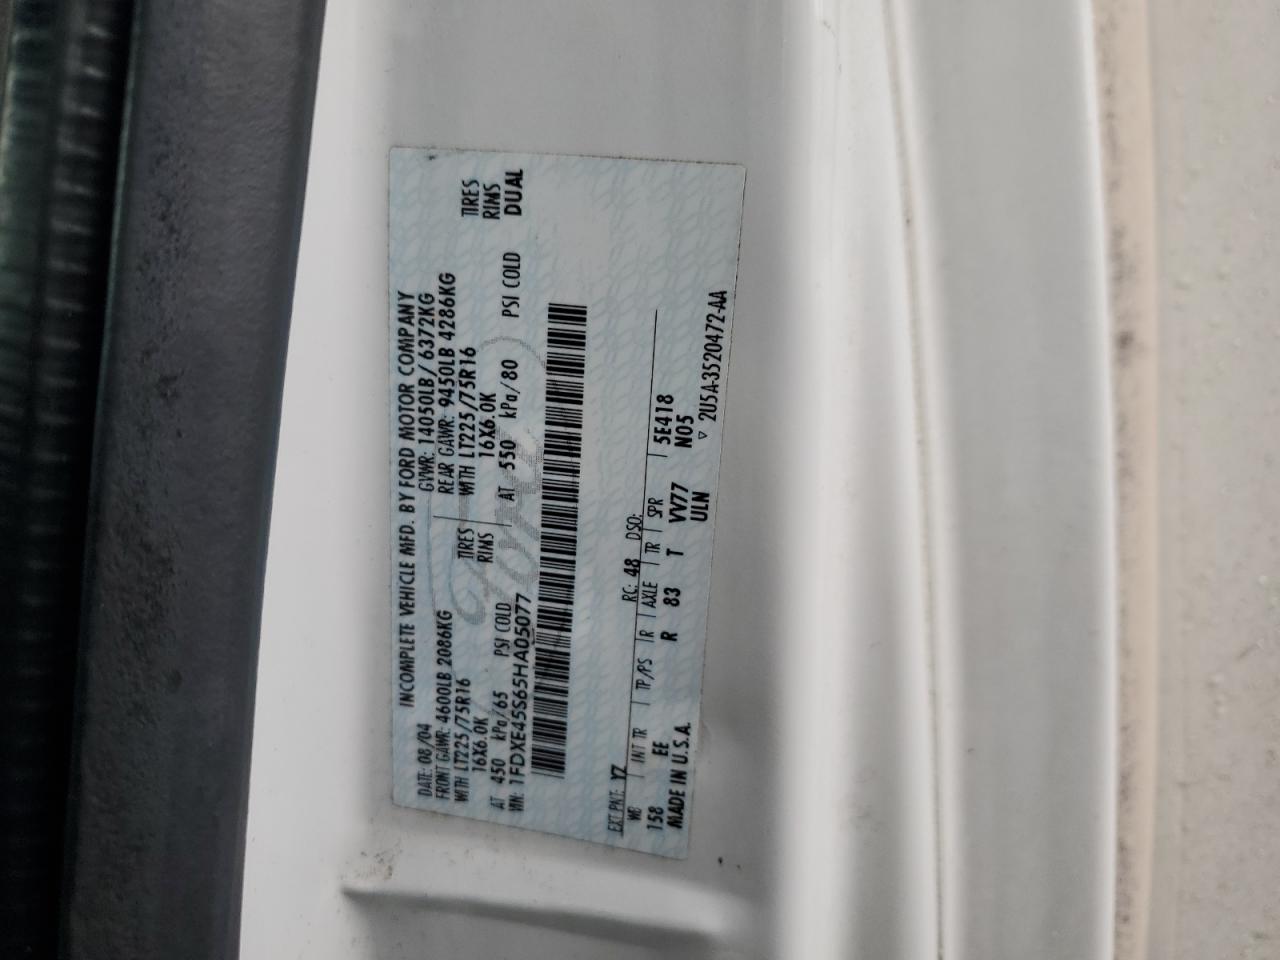 INCOMPLETE VEHICLE MFD. BY FORD MOTOR COMPANY
DATE: 08/04 GVWR: 14050LB/6372KG
FRONT GAWR: 4600LB 2086KG REAR GAWR: 9450LB 4286KG
WITH LT225/75R16 TIRES WITH LT225/75R16 TIRES
16X6.0K RIMS 16X6.0K RIMS
AT 450 kPa/65 PSI COLD AT 550 kPa/80 PSI COLD DUAL
VIN: 1FDXE45S65HA05077
EXT PNT: YZ RC: 48 DSO:
WB INT TR TP/PS R AXLE TR SPR
158 EE R 83 T VV77 5E418
MADE IN U.S.A. ULN N05
▽ 2U5A-3520472-AA